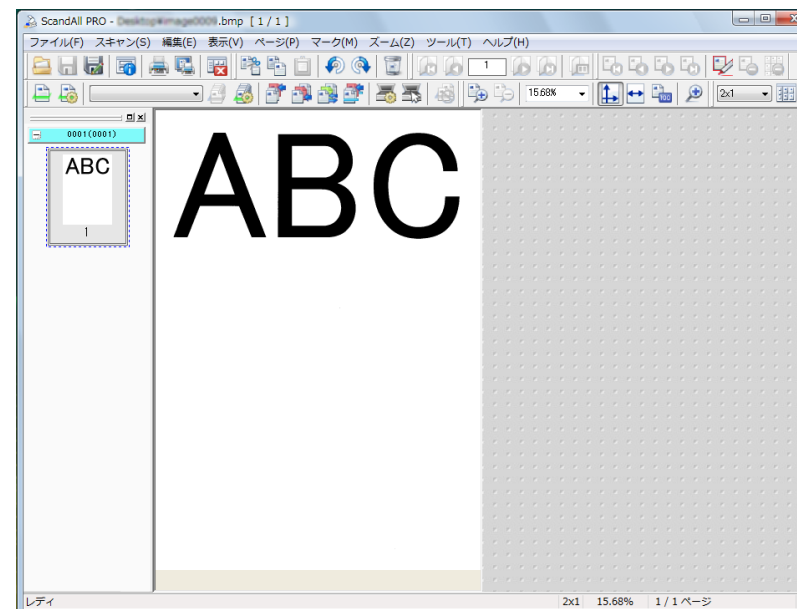 ScandAll PRO - .bmp [ 1 / 1 ]
ファイル(F) スキャン(S) 編集(E) 表示(V) ページ(P) マーク(M) ズーム(Z) ツール(T) ヘルプ(H)
1
15.68% 100 2x1
0001(0001)
ABC
1
ABC
レディ 2x1 15.68% 1 / 1 ページ